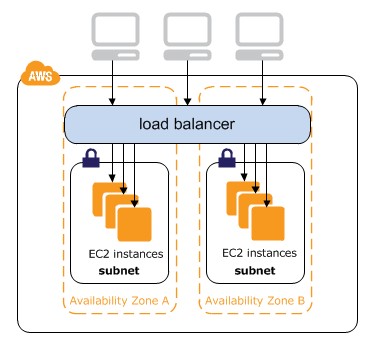 AWS
load balancer
EC2 instances
subnet
EC2 instances
subnet
Availability Zone A
Availability Zone B